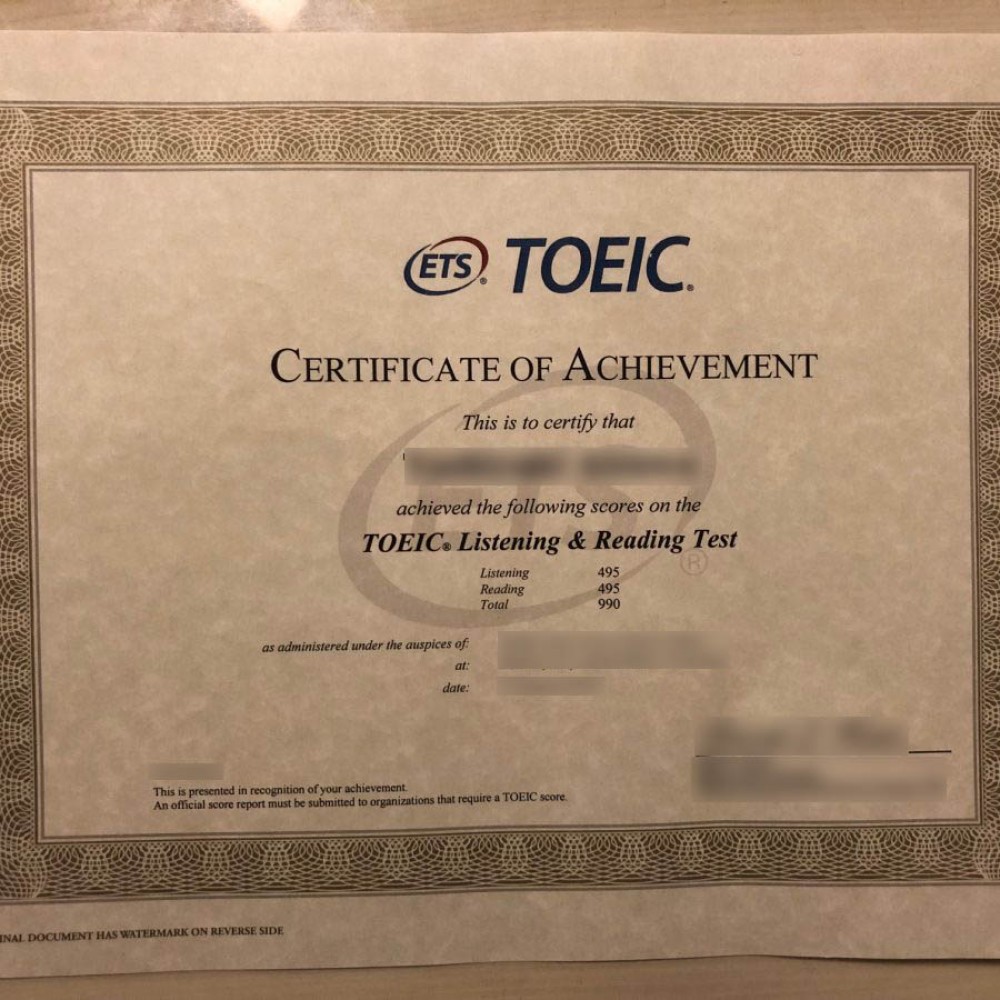 ETS® TOEIC®
CERTIFICATE OF ACHIEVEMENT
This is to certify that
achieved the following scores on the
TOEIC® Listening & Reading Test
Listening 495
Reading 495
Total 990
as administered under the auspices of:
at:
date:
This is presented in recognition of your achievement.
An official score report must be submitted to organizations that require a TOEIC score.
INAL DOCUMENT HAS WATERMARK ON REVERSE SIDE